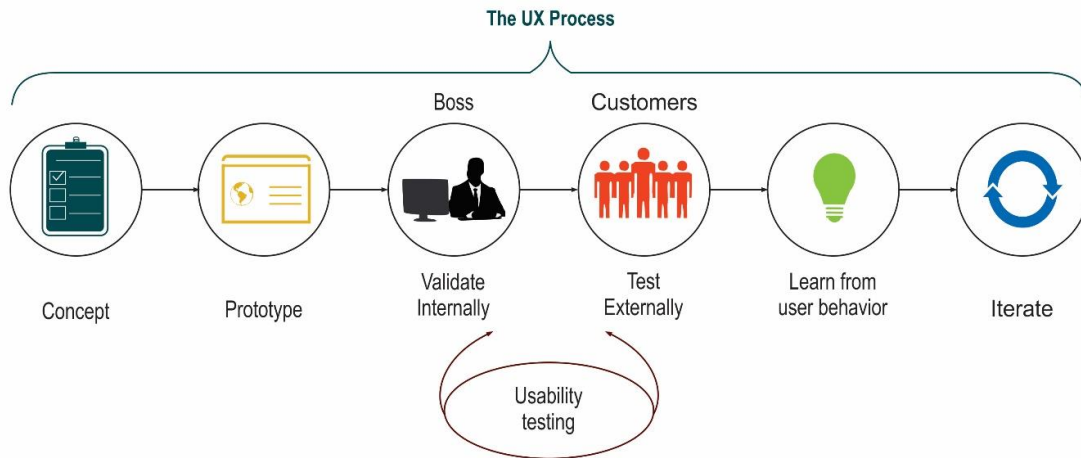 The UX Process
Boss
Customers
Concept
Prototype
Validate
Internally
Test
Externally
Learn from
user behavior
Iterate
Usability
testing